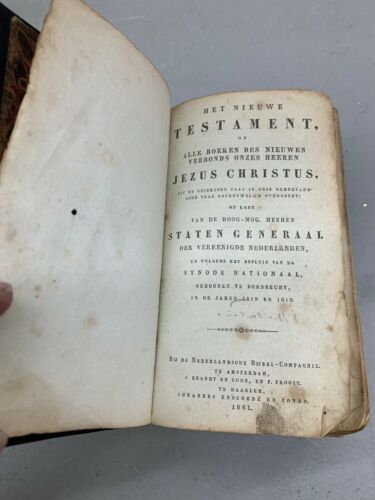 HET NIEUWE
TESTAMENT,
OF
ALLE BOEKEN DES NIEUWEN
VERBONDS ONZES HEEREN
JEZUS CHRISTUS,
UIT DE GRIEKSCHE TAAL IN ONZE NEDERLAND-
SCHE TAAL GETROUWELIJK OVERGEZET;
OP LAST
VAN DE HOOG-MOG. HEEREN
STATEN GENERAAL
DER VEREENIGDE NEDERLANDEN,
EN VOLGENS HET BESLUIT VAN DE
SYNODE NATIONAAL,
GEHOUDEN TE DORDRECHT,
IN DE JAREN 1618 EN 1619.
BIJ DE NEDERLANDSCHE BIJBEL-COMPAGNIE.
TE AMSTERDAM,
J. BRANDT EN ZOON, EN P. PROOST.
TE HAARLEM,
JOHANNES ENSCHEDÉ EN ZONEN.
1861.